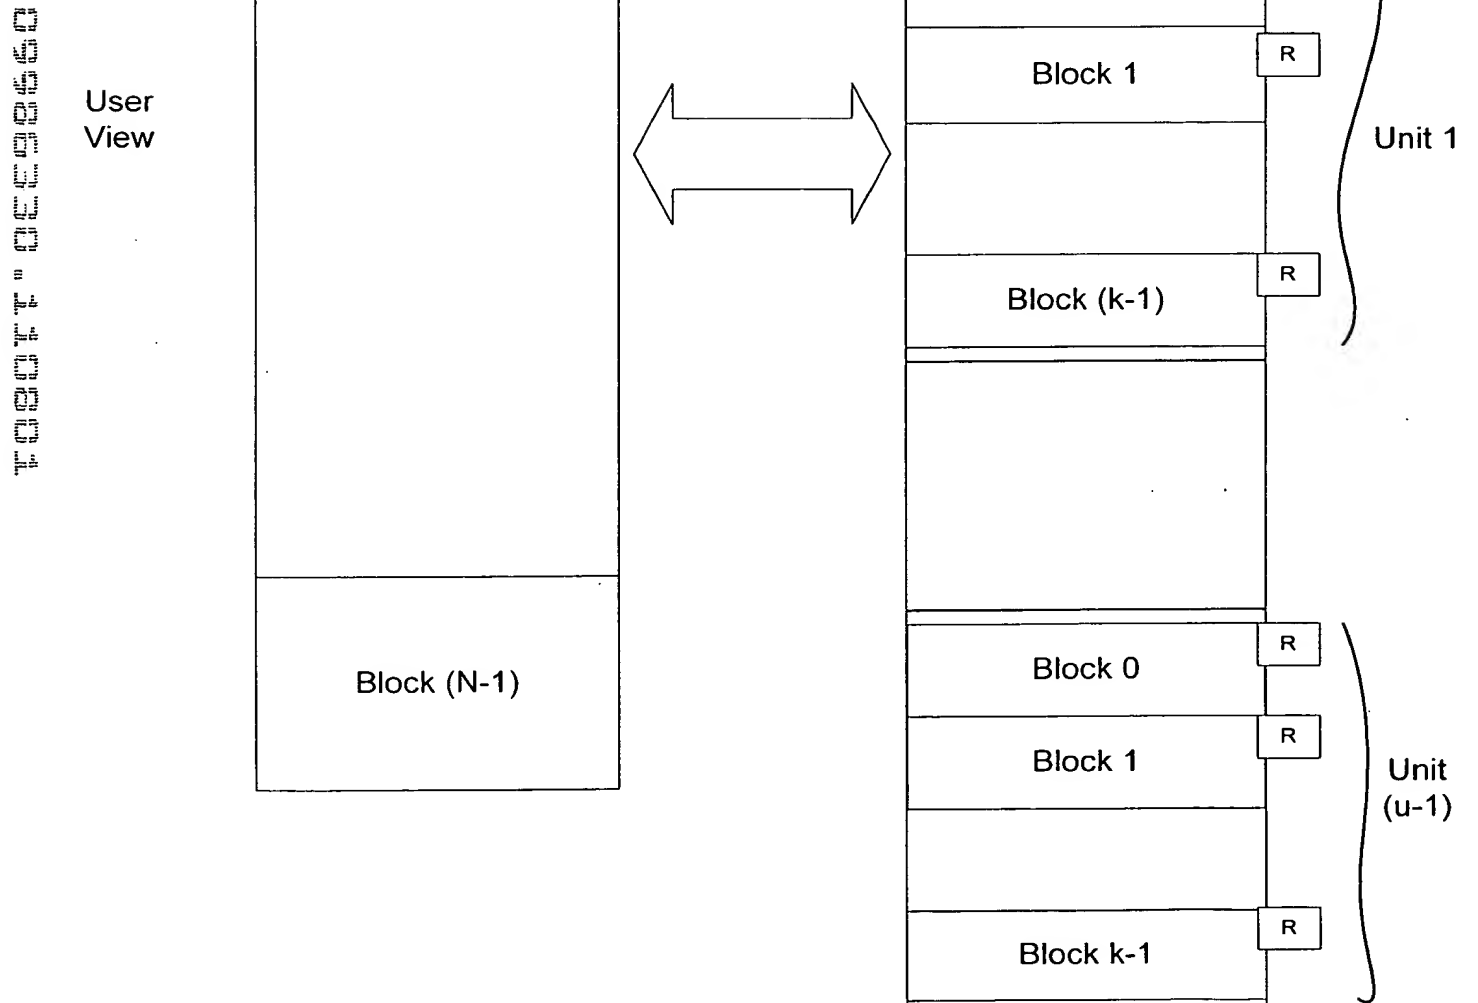 R
Block 1
User
View
Unit 1
R
Block (k-1)
R
Block 0
Block (N-1)
R
Block 1
Unit
(u-1)
R
Block k-1